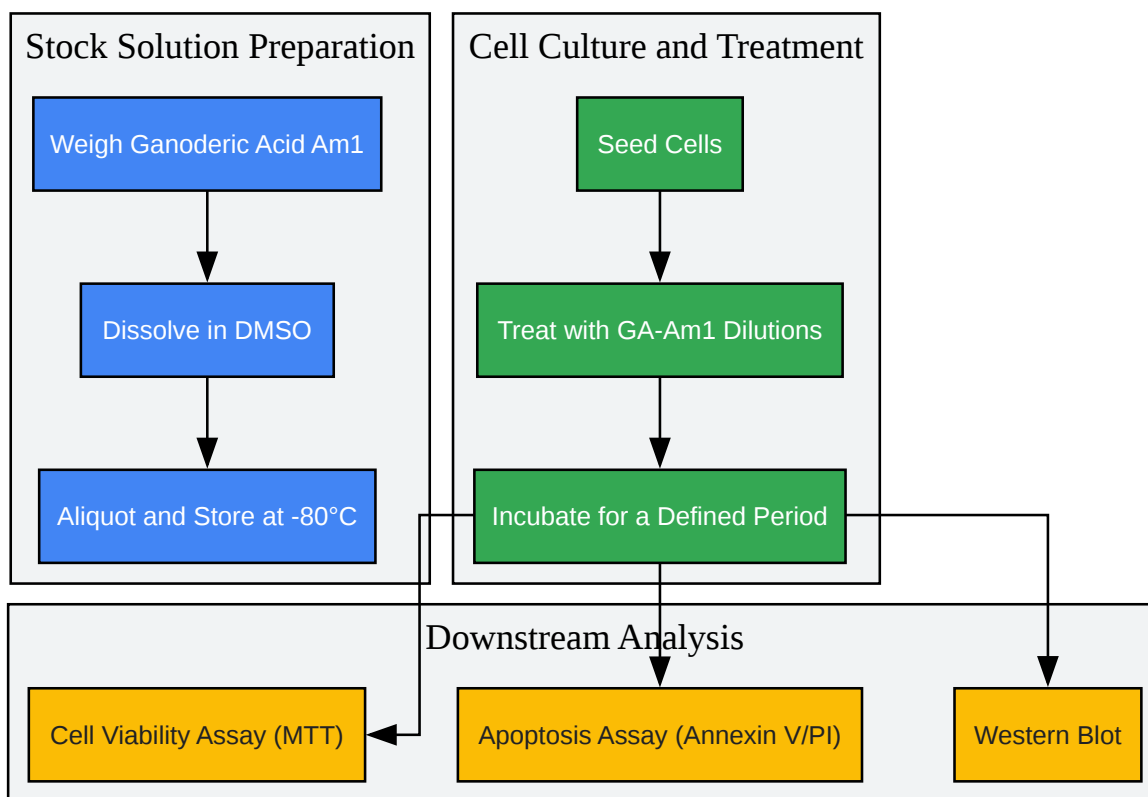 Stock Solution Preparation
Weigh Ganoderic Acid Am1
Dissolve in DMSO
Aliquot and Store at -80°C
Cell Culture and Treatment
Seed Cells
Treat with GA-Am1 Dilutions
Incubate for a Defined Period
Downstream Analysis
Cell Viability Assay (MTT)
Apoptosis Assay (Annexin V/PI)
Western Blot